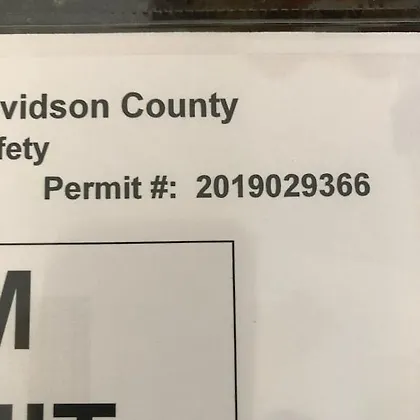 vidson County
fety
Permit #: 2019029366
M